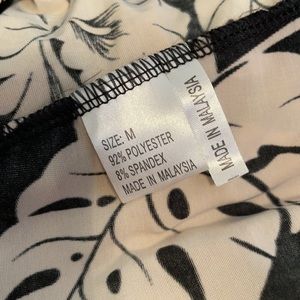 SIZE: M
92% POLYESTER
8% SPANDEX
MADE IN MALAYSIA
MADE IN MALAYSIA